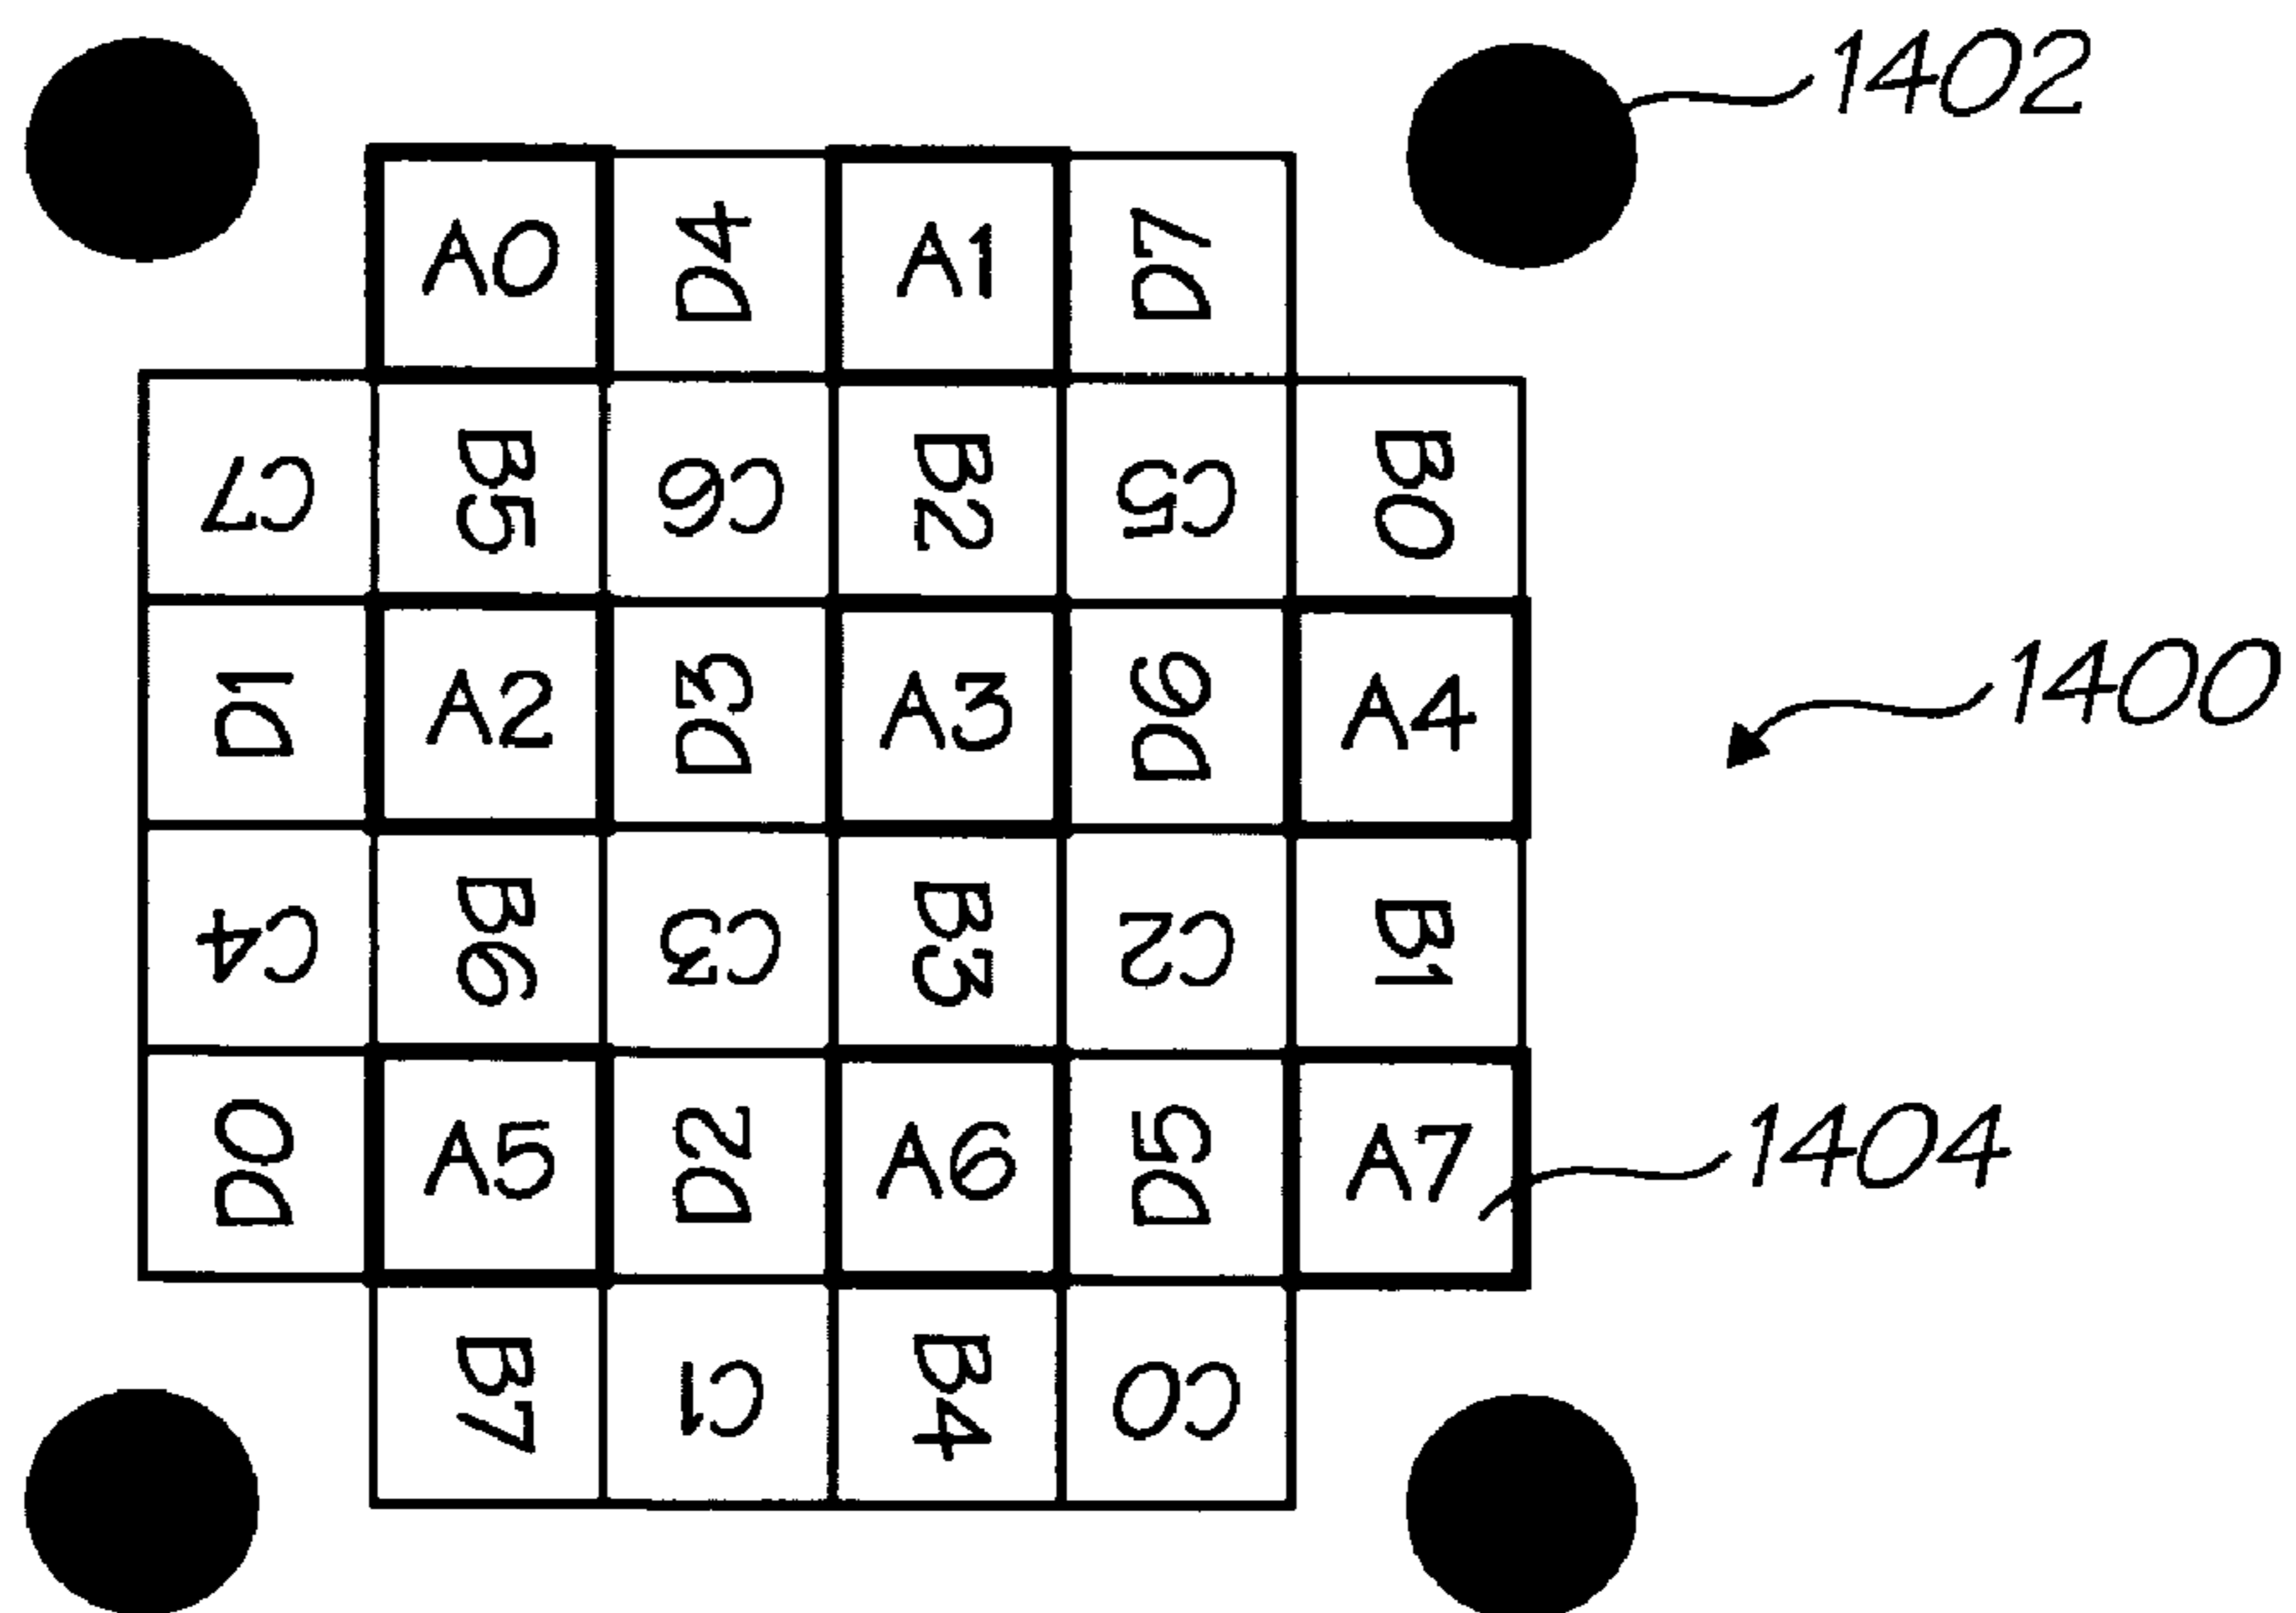 1402
A0 D4 A1 D7
C7 B5 C6 B2 C5 B0
D1 A2 D3 A3 D6 A4
1400
C4 B6 C3 B3 C2 B1
D0 A5 D2 A6 D5 A7
1404
B7 C1 B4 C0